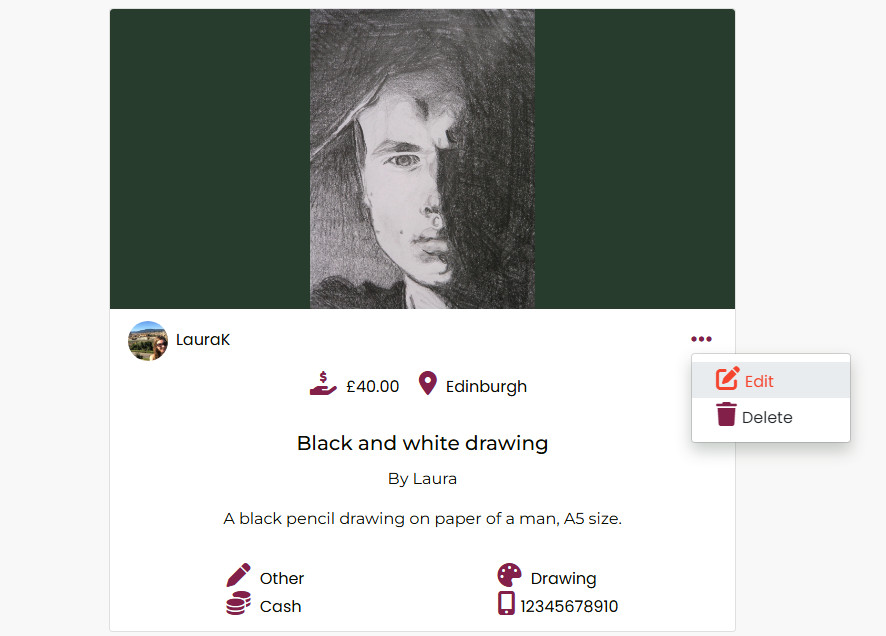 LauraK
£40.00 Edinburgh
Edit
Delete
Black and white drawing
By Laura
A black pencil drawing on paper of a man, A5 size.
Other Drawing
Cash 12345678910